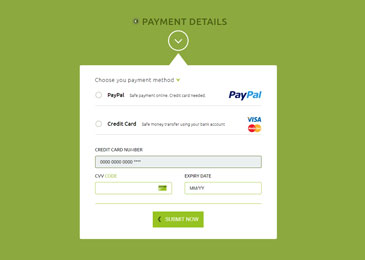 PAYMENT DETAILS
Choose you payment method
PayPal Safe payment online. Credit card needed. PayPal
Credit Card Safe money transfer using your bank account VISA
CREDIT CARD NUMBER
0000 0000 0000 ****
CVV CODE EXPIRY DATE
MM/YY
SUBMIT NOW